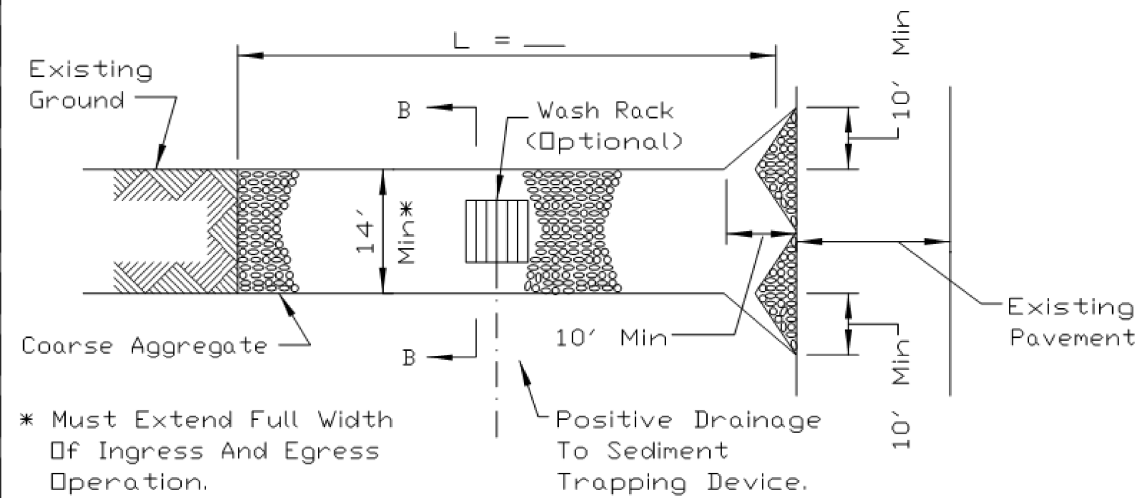 L = ___
10' Min
Existing
Ground
B
Wash Rack
(Optional)
14'
Min*
Existing
Pavement
10' Min
Coarse Aggregate
B
10' Min
* Must Extend Full Width
Of Ingress And Egress
Operation.
Positive Drainage
To Sediment
Trapping Device.